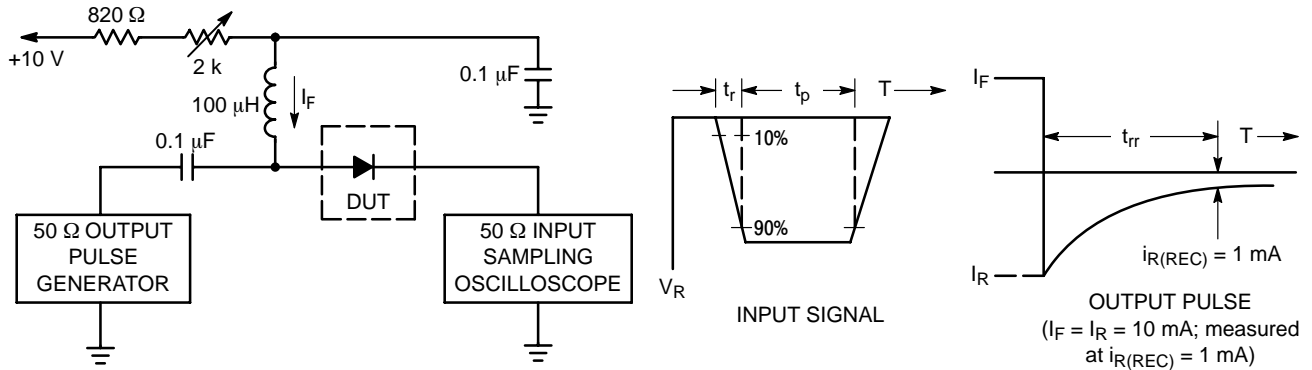 820 Ω
+10 V
2 k
100 μH
I_F
0.1 μF
0.1 μF
DUT
50 Ω OUTPUT
PULSE
GENERATOR
50 Ω INPUT
SAMPLING
OSCILLOSCOPE
t_r
t_p
T
10%
90%
V_R
INPUT SIGNAL
I_F
t_rr
T
i_R(REC) = 1 mA
I_R
OUTPUT PULSE
(I_F = I_R = 10 mA; measured
at i_R(REC) = 1 mA)